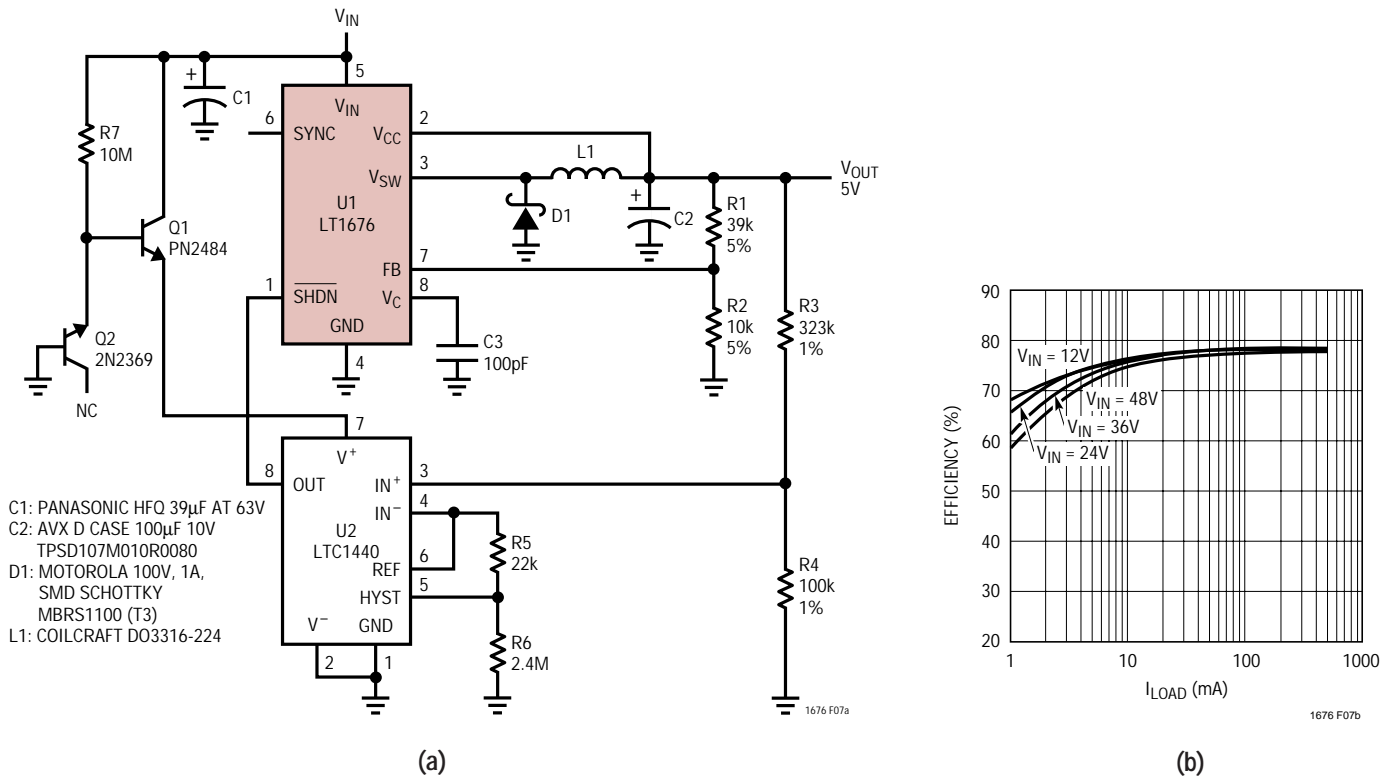 VIN
5
C1
+
VIN
6
SYNC
VCC
2
R7
10M
L1
VSW
3
VOUT
5V
U1
LT1676
D1
+
C2
R1
39k
5%
Q1
PN2484
FB
7
1
SHDN
VC
8
GND
4
C3
100pF
R2
10k
5%
R3
323k
1%
Q2
2N2369
NC
7
V+
8
OUT
IN+
3
4
IN−
U2
LTC1440
R5
22k
REF
6
HYST
5
R4
100k
1%
V−
GND
R6
2.4M
2
1
C1: PANASONIC HFQ 39µF AT 63V
C2: AVX D CASE 100µF 10V
TPSD107M010R0080
D1: MOTOROLA 100V, 1A,
SMD SCHOTTKY
MBRS1100 (T3)
L1: COILCRAFT DO3316-224
1676 F07a
(a)
EFFICIENCY (%)
90
80
70
60
50
40
30
20
VIN = 12V
VIN = 48V
VIN = 36V
VIN = 24V
1
10
100
1000
ILOAD (mA)
1676 F07b
(b)